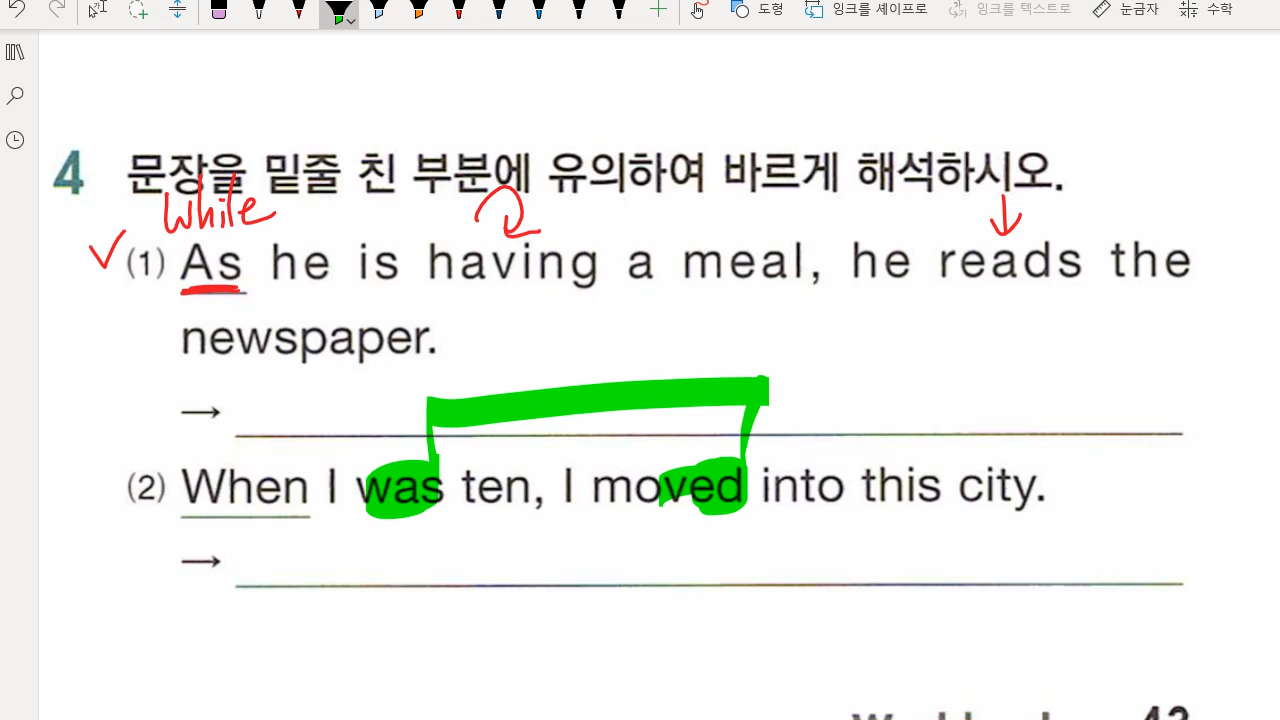 도형 잉크를 셰이프로 잉크를 텍스트로 눈금자 수학
4 문장을 밑줄 친 부분에 유의하여 바르게 해석하시오.
While
(1) As he is having a meal, he reads the
newspaper.
→
(2) When I was ten, I moved into this city.
→